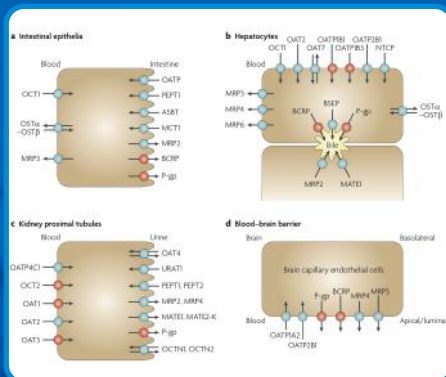 a Intestinal epithelia
Blood
Intestine
OCT1
OSTα
–OSTβ
MRP3
OATP
PEPT1
ASBT
MCT1
MRP2
BCRP
P-gp
b Hepatocytes
Blood
OCT1
OAT2
OAT7
OATP1B1
OATP1B3
OATP2B1
NTCP
MRP3
MRP4
MRP6
OSTα
–OSTβ
BCRP
BSEP
P-gp
Bile
MRP2
MATE1
c Kidney proximal tubules
Blood
Urine
OATP4C1
OCT2
OAT1
OAT2
OAT3
OAT4
URAT1
PEPT1, PEPT2
MRP2, MRP4
MATE1, MATE2-K
P-gp
OCTN1, OCTN2
d Blood–brain barrier
Brain
Basolateral
Brain capillary endothelial cells
P-gp
BCRP
MRP4
MRP5
Blood
Apical/lumina
OATP1A2
OATP2B1